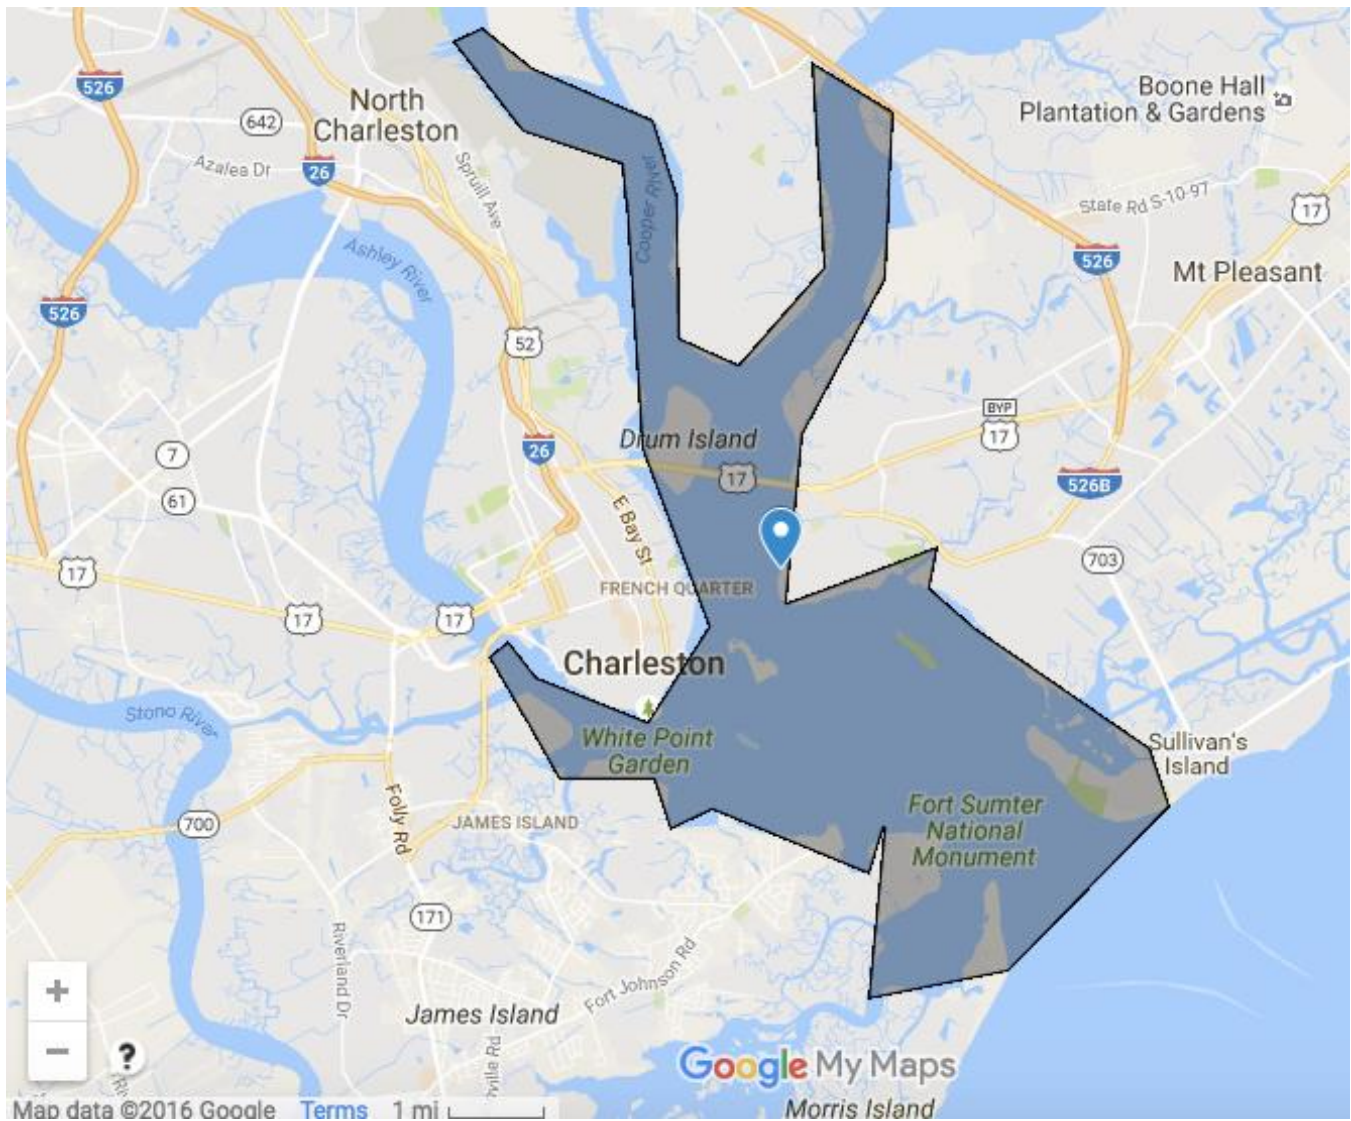 526
642
North
Charleston
Azalea Dr
26
Spruill Ave
Boone Hall
Plantation & Gardens
State Rd S-10-97
17
526
Mt Pleasant
Ashley River
Cooper River
526
52
BYP
17
7
26
Drum Island
17
526B
61
E Bay St
703
17
FRENCH QUARTER
17
17
Charleston
Stono River
White Point
Garden
Sullivan's
Island
700
Folly Rd
JAMES ISLAND
Fort Sumter
National
Monument
171
Riverland Dr
Fort Johnson Rd
James Island
+
−
?
ville Rd
Google My Maps
Map data ©2016 Google Terms 1 mi
Morris Island